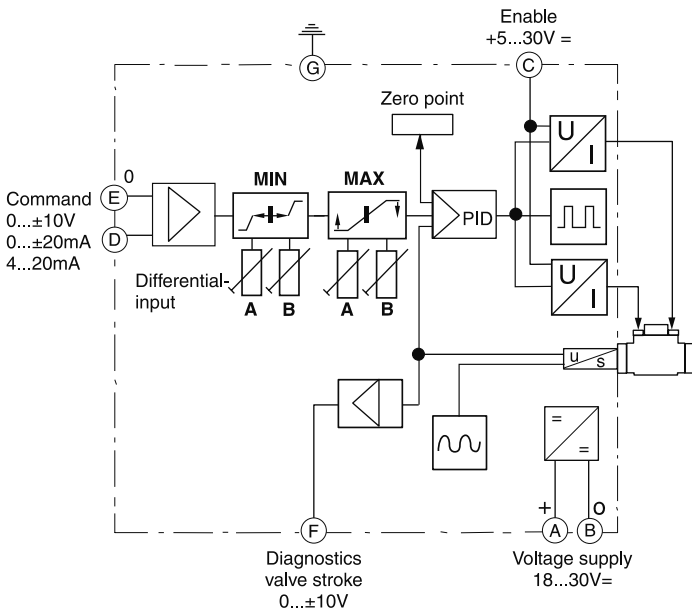 Enable
+5...30V =
G
C
Zero point
U
I
MIN
MAX
0
E
Command
0...±10V
0...±20mA
4...20mA
D
PID
Differential-
input
A
B
A
B
U
I
u
s
=
=
+
o
F
A
B
Diagnostics
valve stroke
0...±10V
Voltage supply
18...30V=